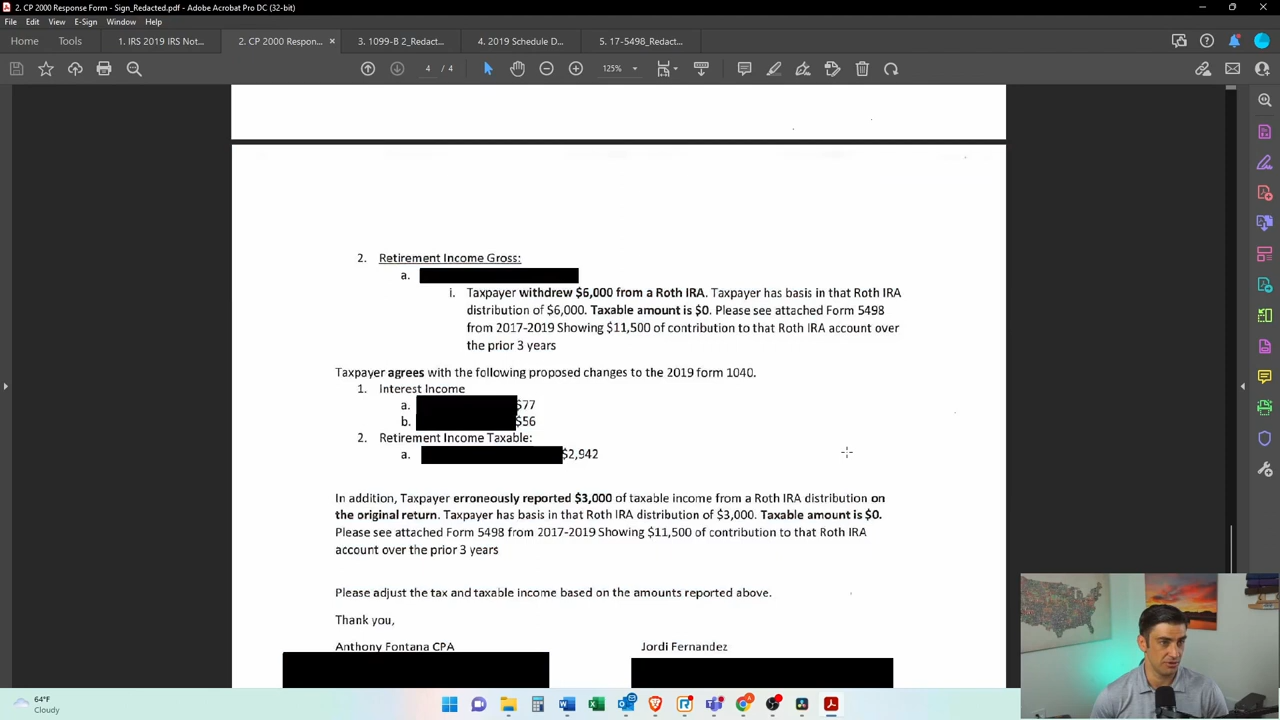 2. CP 2000 Response Form - Sign_Redacted.pdf - Adobe Acrobat Pro DC (32-bit)
File Edit View E-Sign Window Help
Home Tools 1. IRS 2019 IRS Not... 2. CP 2000 Respon... × 3. 1099-B 2_Redact... 4. 2019 Schedule D... 5. 17-5498_Redact...
4 / 4 125%
2. Retirement Income Gross:
a.
i. Taxpayer withdrew $6,000 from a Roth IRA. Taxpayer has basis in that Roth IRA
distribution of $6,000. Taxable amount is $0. Please see attached Form 5498
from 2017-2019 Showing $11,500 of contribution to that Roth IRA account over
the prior 3 years
Taxpayer agrees with the following proposed changes to the 2019 form 1040.
1. Interest Income
a. $77
b. $56
2. Retirement Income Taxable:
a. $2,942
In addition, Taxpayer erroneously reported $3,000 of taxable income from a Roth IRA distribution on
the original return. Taxpayer has basis in that Roth IRA distribution of $3,000. Taxable amount is $0.
Please see attached Form 5498 from 2017-2019 Showing $11,500 of contribution to that Roth IRA
account over the prior 3 years
Please adjust the tax and taxable income based on the amounts reported above.
Thank you,
Anthony Fontana CPA Jordi Fernandez
64°F
Cloudy